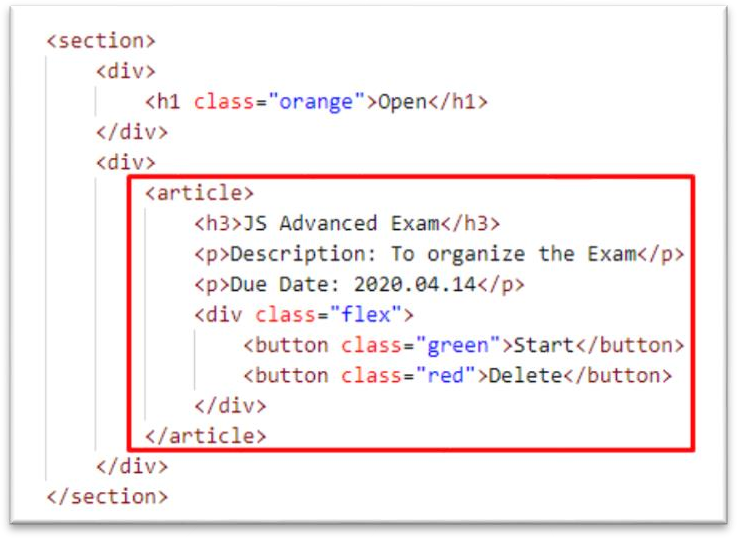 <section>
<div>
<h1 class="orange">Open</h1>
</div>
<div>
<article>
<h3>JS Advanced Exam</h3>
<p>Description: To organize the Exam</p>
<p>Due Date: 2020.04.14</p>
<div class="flex">
<button class="green">Start</button>
<button class="red">Delete</button>
</div>
</article>
</div>
</section>